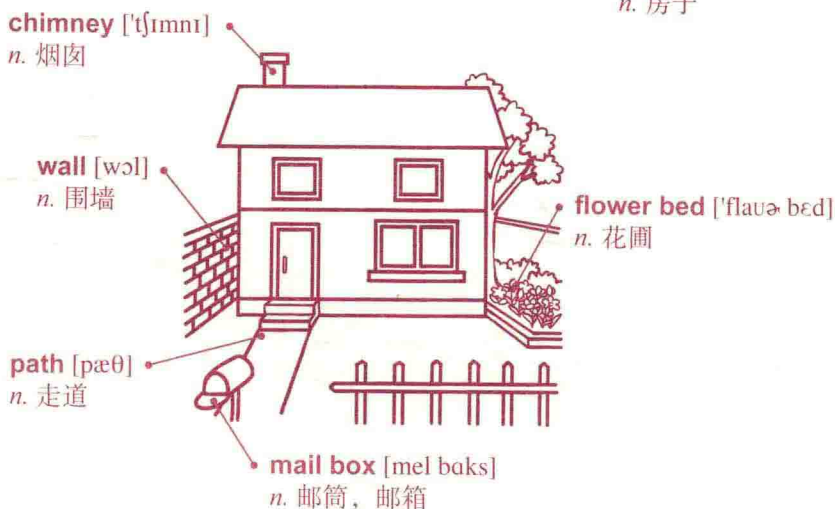 n. 房子
chimney ['tʃɪmnɪ]
n. 烟囱
wall [wɔl]
n. 围墙
flower bed ['flaʊɚ bɛd]
n. 花圃
path [pæθ]
n. 走道
mail box [mel bɑks]
n. 邮筒，邮箱